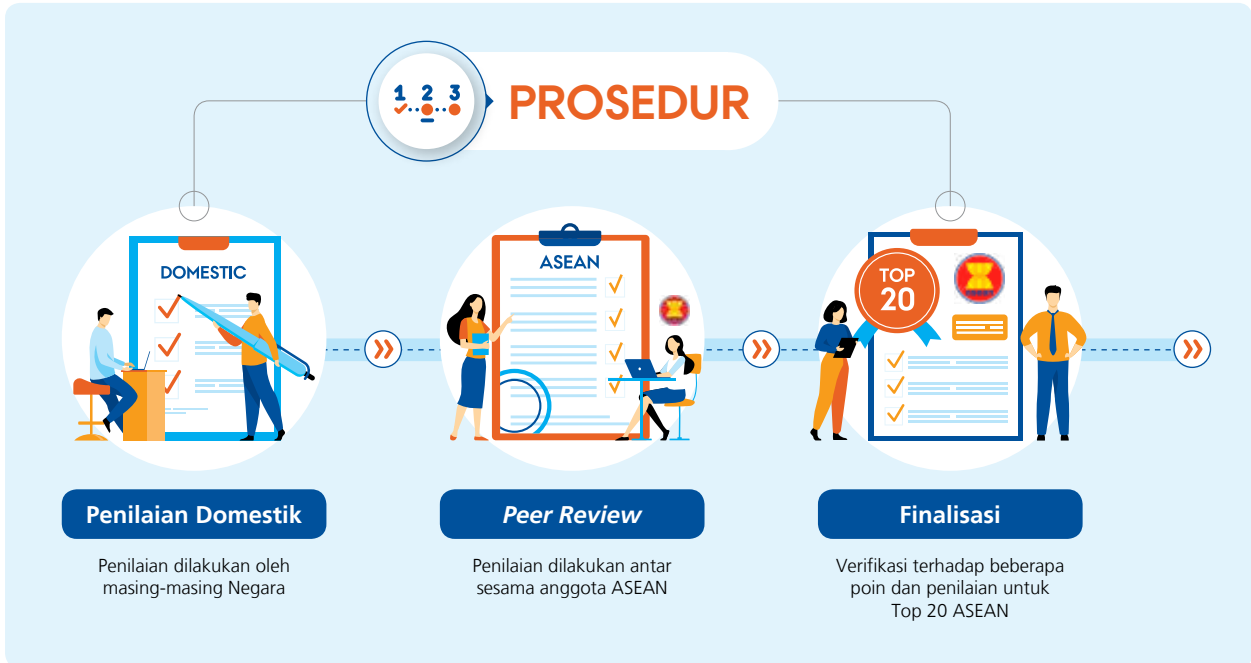 1 2 3
PROSEDUR
DOMESTIC
ASEAN
TOP
20
Penilaian Domestik
Penilaian dilakukan oleh
masing-masing Negara
Peer Review
Penilaian dilakukan antar
sesama anggota ASEAN
Finalisasi
Verifikasi terhadap beberapa
poin dan penilaian untuk
Top 20 ASEAN